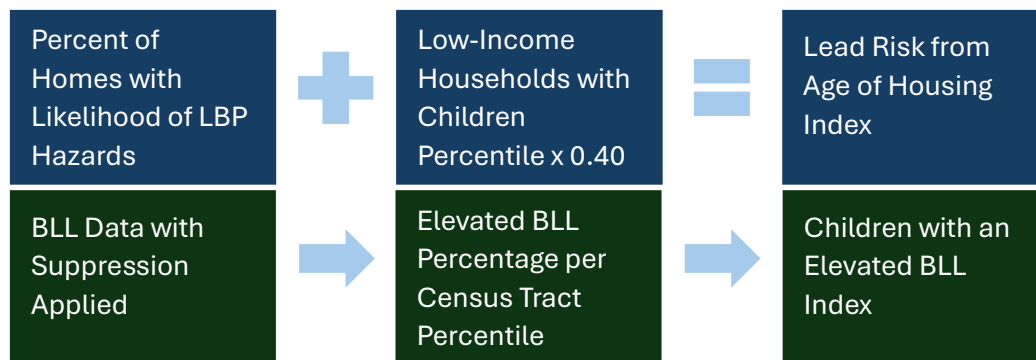 Percent of
Homes with
Likelihood of LBP
Hazards
Low-Income
Households with
Children
Percentile x 0.40
Lead Risk from
Age of Housing
Index
BLL Data with
Suppression
Applied
Elevated BLL
Percentage per
Census Tract
Percentile
Children with an
Elevated BLL
Index